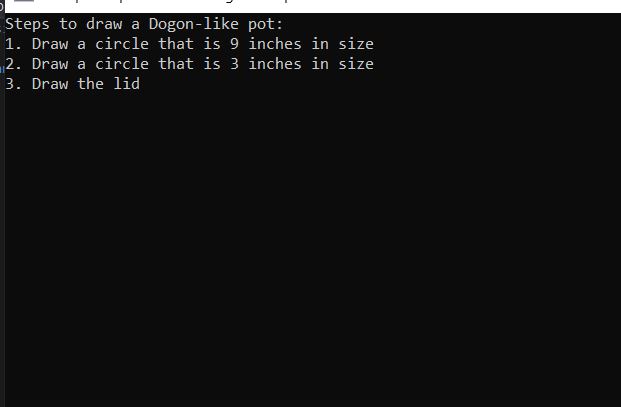 Steps to draw a Dogon-like pot:
1. Draw a circle that is 9 inches in size
2. Draw a circle that is 3 inches in size
3. Draw the lid